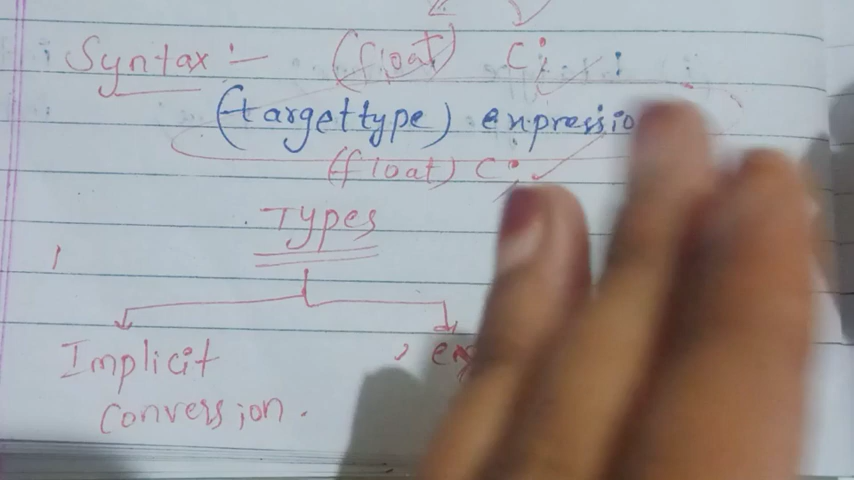 Syntax :- (float) C;
(targettype) expressio
(float) C;
Types
Implicit
Conversion.